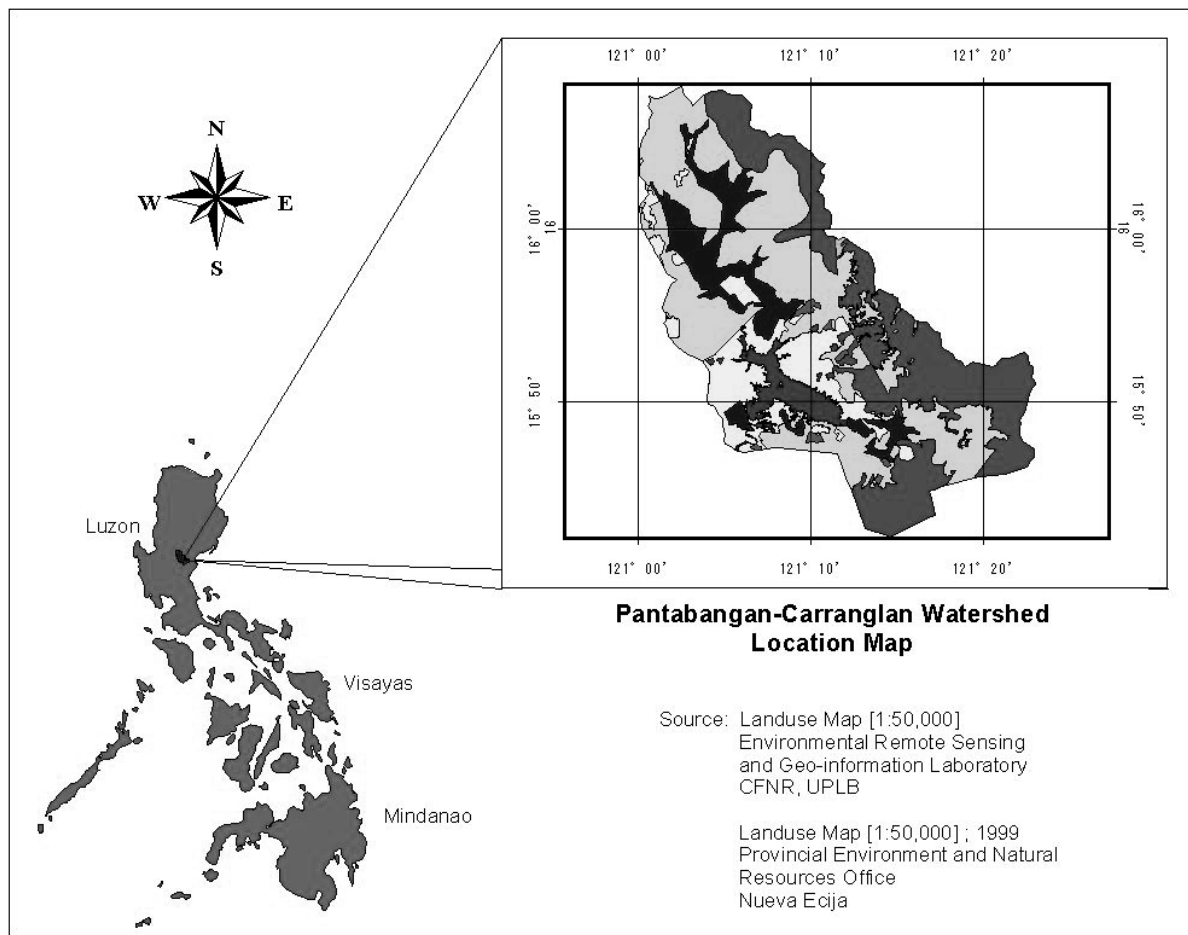 121° 00'
121° 10'
121° 20'
16° 00'
16
16° 00'
16
15° 50'
15° 50'
121° 00'
121° 10'
121° 20'
N
W
E
S
Luzon
Visayas
Mindanao
Pantabangan-Carranglan Watershed
Location Map
Source: Landuse Map [1:50,000]
Environmental Remote Sensing
and Geo-information Laboratory
CFNR, UPLB
Landuse Map [1:50,000] ; 1999
Provincial Environment and Natural
Resources Office
Nueva Ecija